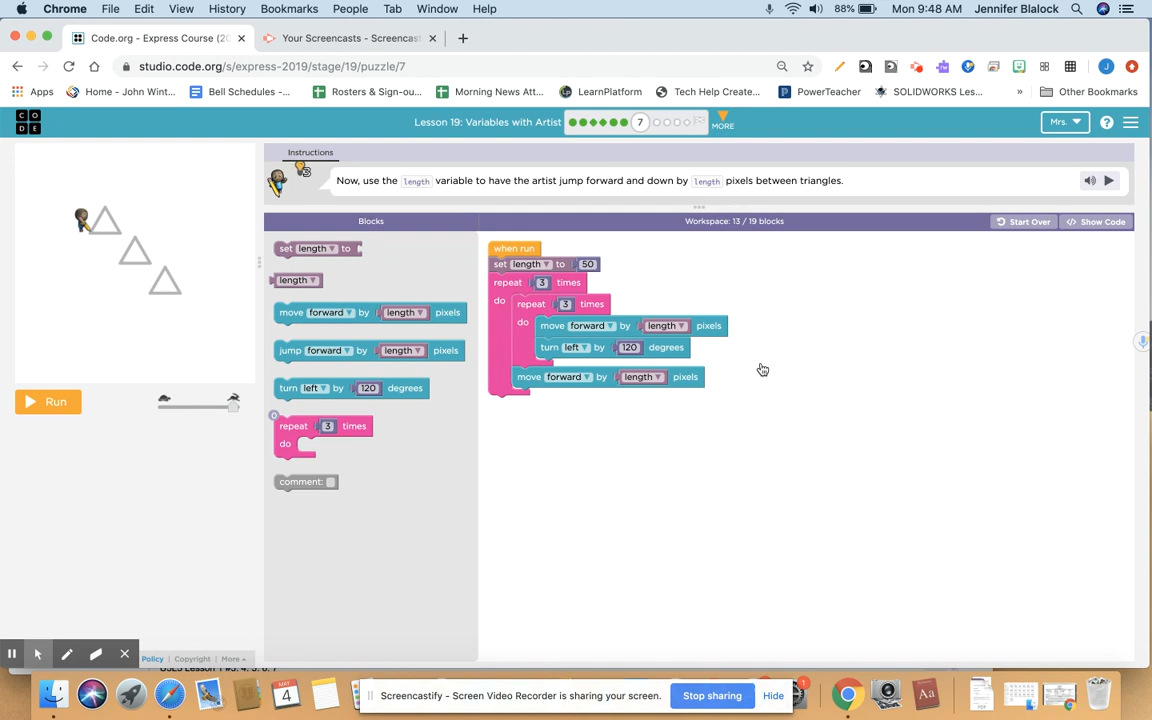 Chrome File Edit View History Bookmarks People Tab Window Help 88% Mon 9:48 AM Jennifer Blalock
Code.org - Express Course (20 Your Screencasts - Screencast
studio.code.org/s/express-2019/stage/19/puzzle/7
Apps Home - John Wint... Bell Schedules -... Rosters & Sign-ou... Morning News Att... LearnPlatform Tech Help Create... PowerTeacher SOLIDWORKS Les... » Other Bookmarks
C O D E Lesson 19: Variables with Artist 7 MORE Mrs. ?
Instructions
3 Now, use the length variable to have the artist jump forward and down by length pixels between triangles.
Blocks Workspace: 13 / 19 blocks Start Over </> Show Code
set length to
length
move forward by length pixels
jump forward by length pixels
turn left by 120 degrees
0
repeat 3 times
do
comment:
when run
set length to 50
repeat 3 times
do repeat 3 times
do move forward by length pixels
turn left by 120 degrees
move forward by length pixels
Run
Policy | Copyright | More
Screencastify - Screen Video Recorder is sharing your screen. Stop sharing Hide
MAY 4
Aa